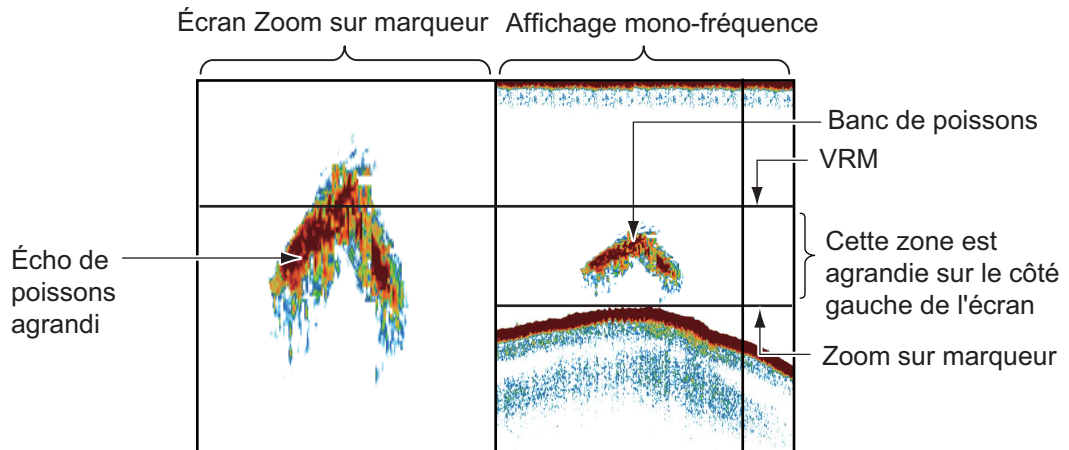 Écran Zoom sur marqueur
Affichage mono-fréquence
Banc de poissons
VRM
Cette zone est
agrandie sur le côté
gauche de l'écran
Zoom sur marqueur
Écho de
poissons
agrandi